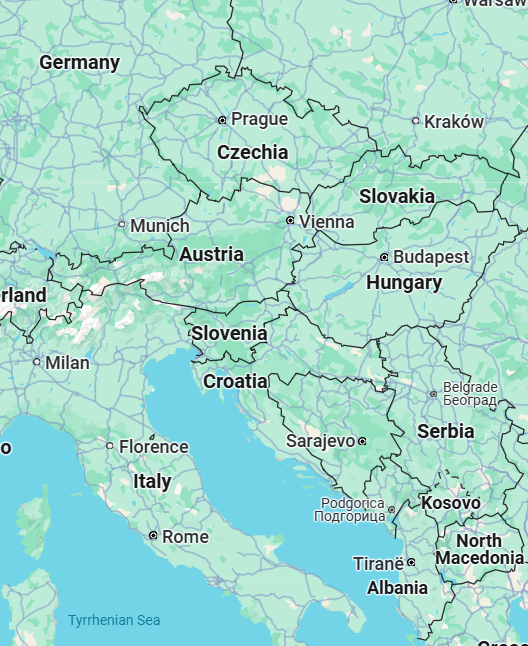 Warsaw
Germany
Prague
Kraków
Czechia
Slovakia
Vienna
Munich
Austria
Budapest
Hungary
erland
Slovenia
Milan
Croatia
Belgrade
Београд
Serbia
Sarajevo
Florence
o
Italy
Podgorica
Подгорица
Kosovo
Rome
North
Macedonia
Tiranë
Albania
Tyrrhenian Sea